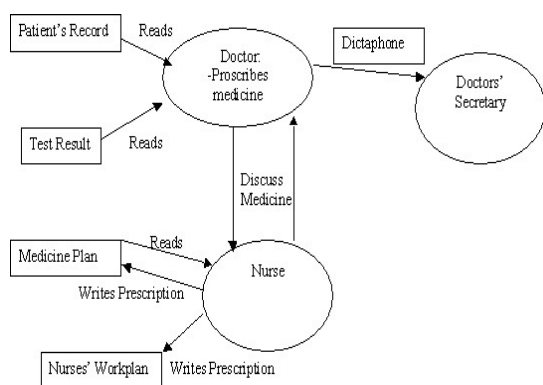 Patient's Record
Reads
Doctor:
-Proscribes
medicine
Dictaphone
Doctors'
Secretary
Test Result
Reads
Discuss
Medicine
Medicine Plan
Reads
Nurse
Writes Prescription
Nurses' Workplan
Writes Prescription